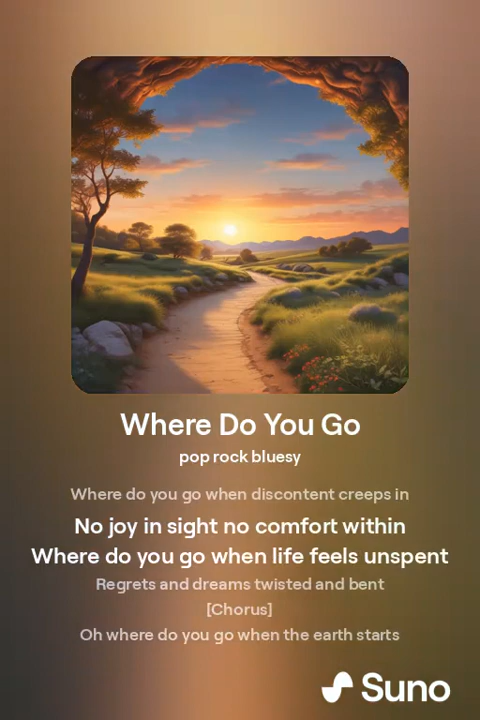 Where Do You Go
pop rock bluesy
Where do you go when discontent creeps in
No joy in sight no comfort within
Where do you go when life feels unspent
Regrets and dreams twisted and bent
[Chorus]
Oh where do you go when the earth starts
Suno